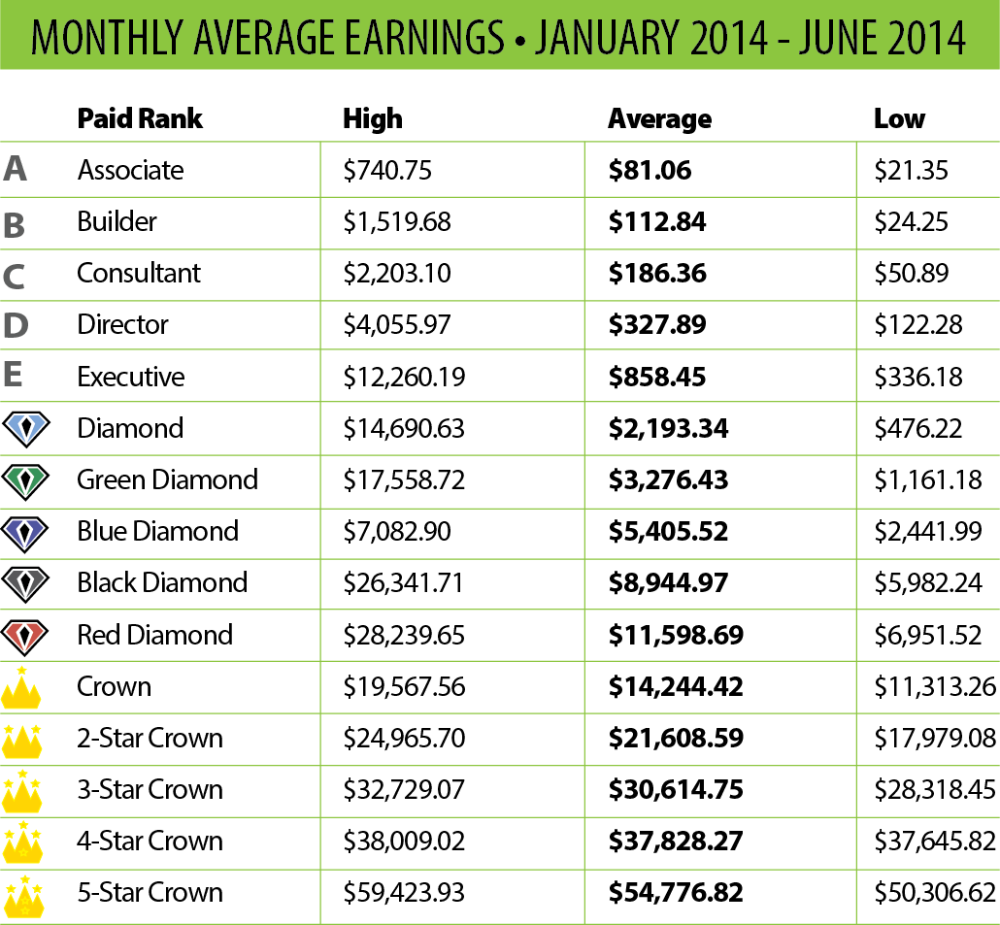 MONTHLY AVERAGE EARNINGS • JANUARY 2014 - JUNE 2014
Paid Rank High Average Low
A Associate $740.75 $81.06 $21.35
B Builder $1,519.68 $112.84 $24.25
C Consultant $2,203.10 $186.36 $50.89
D Director $4,055.97 $327.89 $122.28
E Executive $12,260.19 $858.45 $336.18
Diamond $14,690.63 $2,193.34 $476.22
Green Diamond $17,558.72 $3,276.43 $1,161.18
Blue Diamond $7,082.90 $5,405.52 $2,441.99
Black Diamond $26,341.71 $8,944.97 $5,982.24
Red Diamond $28,239.65 $11,598.69 $6,951.52
Crown $19,567.56 $14,244.42 $11,313.26
2-Star Crown $24,965.70 $21,608.59 $17,979.08
3-Star Crown $32,729.07 $30,614.75 $28,318.45
4-Star Crown $38,009.02 $37,828.27 $37,645.82
5-Star Crown $59,423.93 $54,776.82 $50,306.62